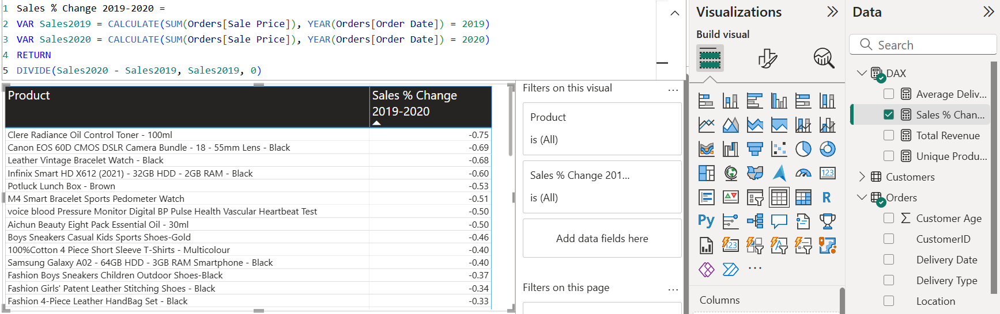 1 Sales % Change 2019-2020 =
2 VAR Sales2019 = CALCULATE(SUM(Orders[Sale Price]), YEAR(Orders[Order Date]) = 2019)
3 VAR Sales2020 = CALCULATE(SUM(Orders[Sale Price]), YEAR(Orders[Order Date]) = 2020)
4 RETURN
5 DIVIDE(Sales2020 - Sales2019, Sales2019, 0)
Product
Sales % Change
2019-2020
Clere Radiance Oil Control Toner - 100ml -0.75
Canon EOS 60D CMOS DSLR Camera Bundle - 18 - 55mm Lens - Black -0.69
Leather Vintage Bracelet Watch - Black -0.68
Infinix Smart HD X612 (2021) - 32GB HDD - 2GB RAM - Black -0.60
Potluck Lunch Box - Brown -0.53
M4 Smart Bracelet Sports Pedometer Watch -0.51
voice blood Pressure Monitor Digital BP Pulse Health Vascular Heartbeat Test -0.50
Aichun Beauty Eight Pack Essential Oil - 30ml -0.50
Boys Sneakers Casual Kids Sports Shoes-Gold -0.46
100%Cotton 4 Piece Short Sleeve T-Shirts - Multicolour -0.40
Samsung Galaxy A02 - 64GB HDD - 3GB RAM Smartphone - Black -0.40
Fashion Boys Sneakers Children Outdoor Shoes-Black -0.37
Fashion Girls' Patent Leather Stitching Shoes - Black -0.34
Fashion 4-Piece Leather HandBag Set - Black -0.33
Filters on this visual ...
Product
is (All)
Sales % Change 201...
is (All)
Add data fields here
Filters on this page ...
Visualizations
Build visual
123
R
Py
123
...
Columns
Data
Search
DAX
Average Deliv...
Sales % Chan...
Total Revenue
Unique Produ...
Customers
Orders
Customer Age
CustomerID
Delivery Date
Delivery Type
Location